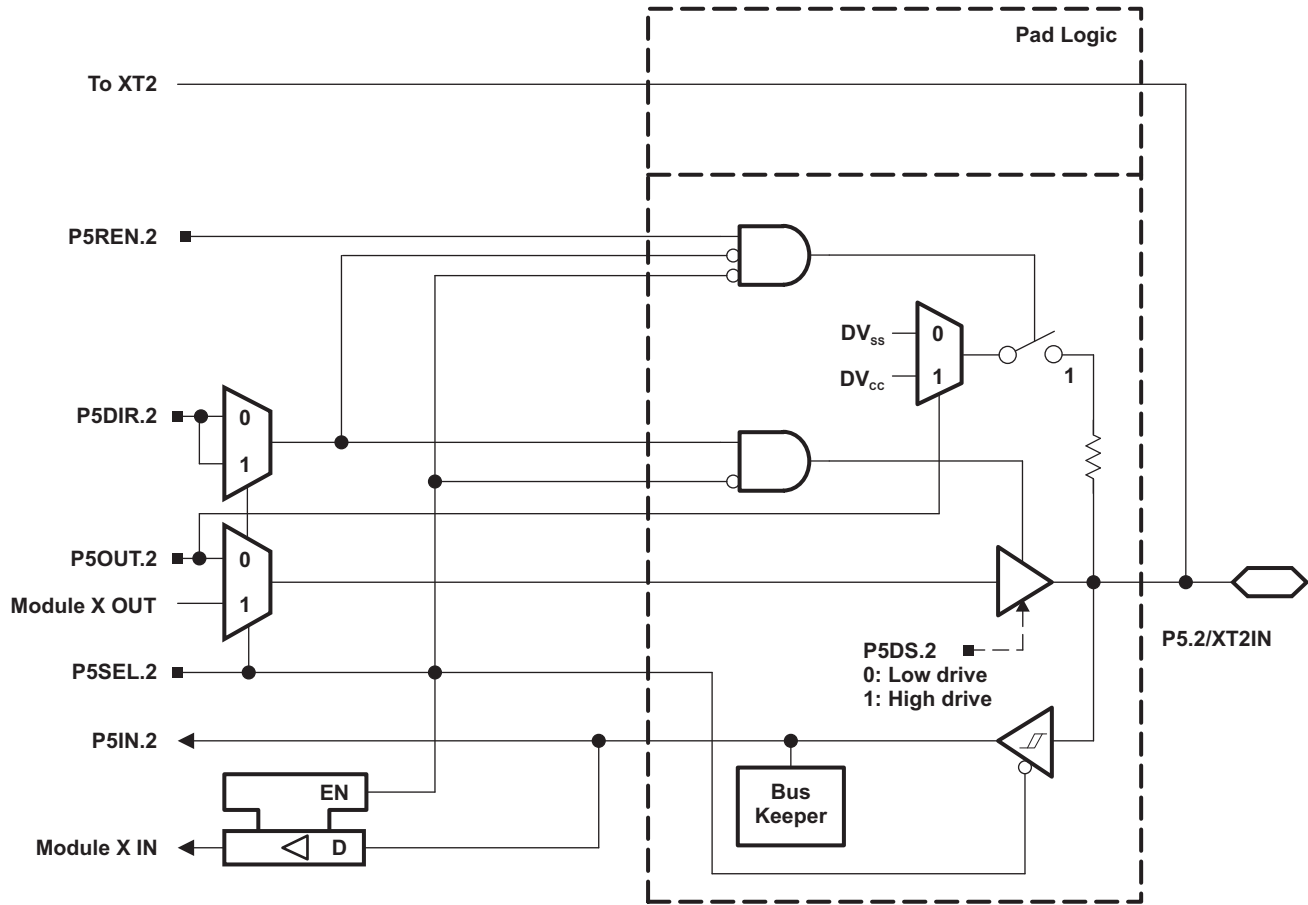 Pad Logic
To XT2
P5REN.2
DVss
0
DVcc
1
1
P5DIR.2
0
1
P5OUT.2
0
Module X OUT
1
P5SEL.2
P5DS.2
0: Low drive
1: High drive
P5.2/XT2IN
P5IN.2
Bus
Keeper
EN
Module X IN
D